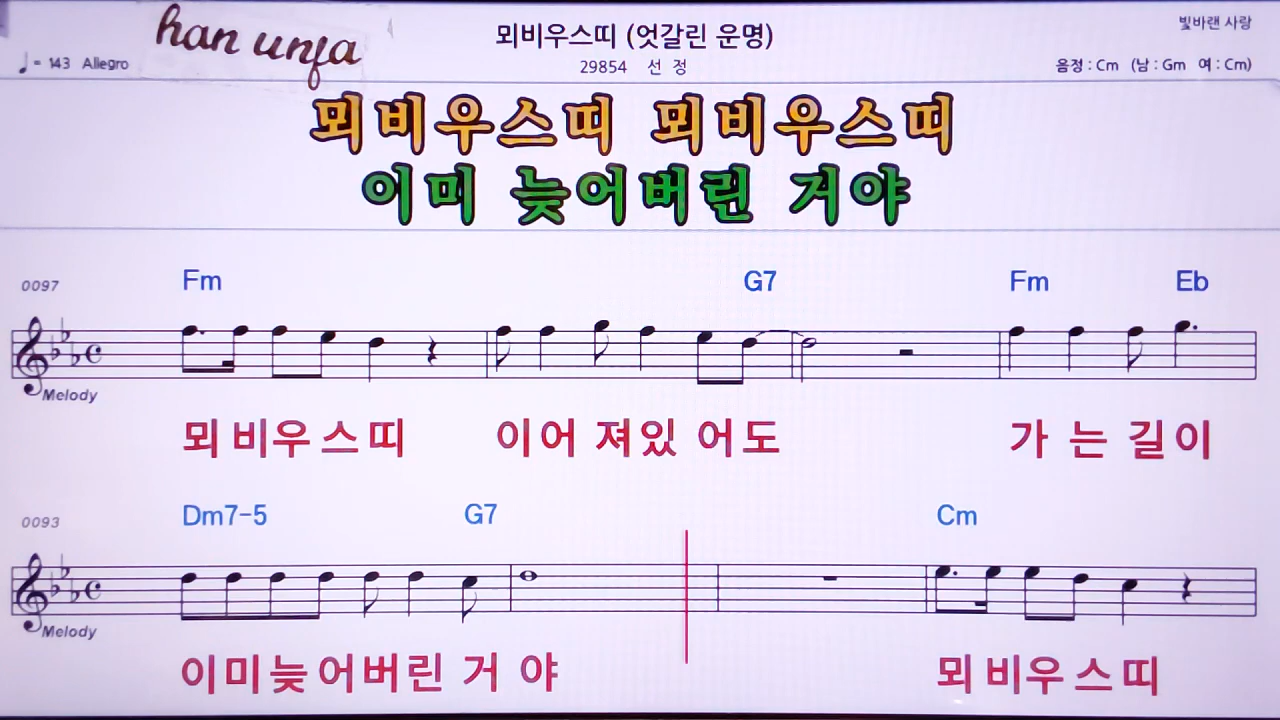 han unfa
뫼비우스띠 (엇갈린 운명)
빛바랜 사랑
♩= 143 Allegro
29854 선 정
음정 : Cm (남 : Gm 여 : Cm)
뫼비우스띠 뫼비우스띠
이미 늦어버린 거야
0097
Fm G7 Fm Eb
Melody
뫼 비우스띠 이어 져있 어도 가 는 길이
0093
Dm7-5 G7 Cm
Melody
이미늦어버린 거 야 뫼 비우스띠